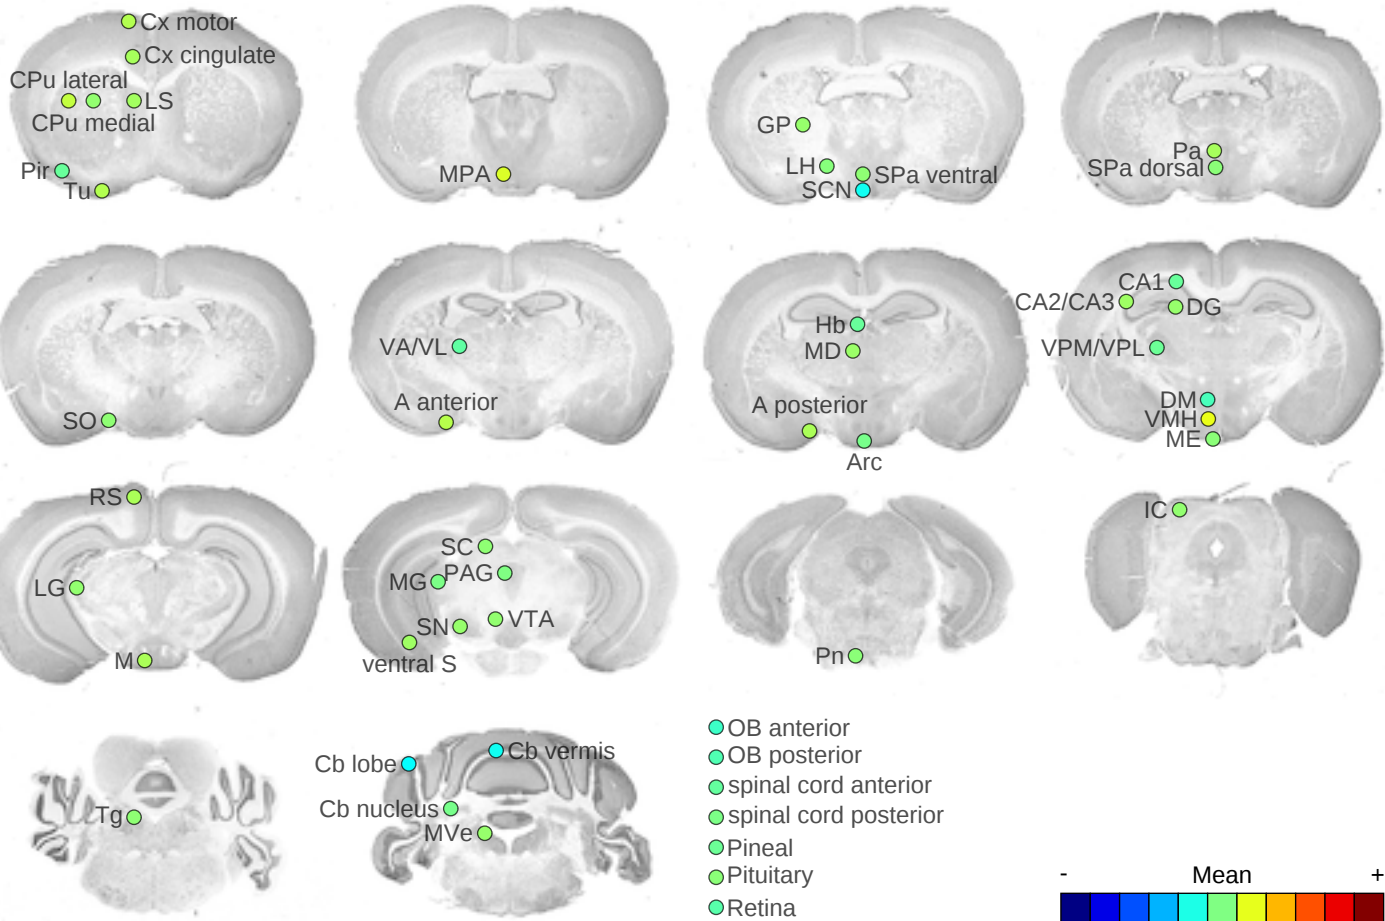 Cx motor
Cx cingulate
CPu lateral
LS
CPu medial
Pir
Tu
MPA
GP
LH
SPa ventral
SCN
Pa
SPa dorsal
SO
VA/VL
A anterior
Hb
MD
A posterior
Arc
CA1
CA2/CA3
DG
VPM/VPL
DM
VMH
ME
RS
LG
M
SC
MG
PAG
SN
VTA
ventral S
Pn
IC
Tg
Cb lobe
Cb vermis
Cb nucleus
MVe
OB anterior
OB posterior
spinal cord anterior
spinal cord posterior
Pineal
Pituitary
Retina
- Mean +